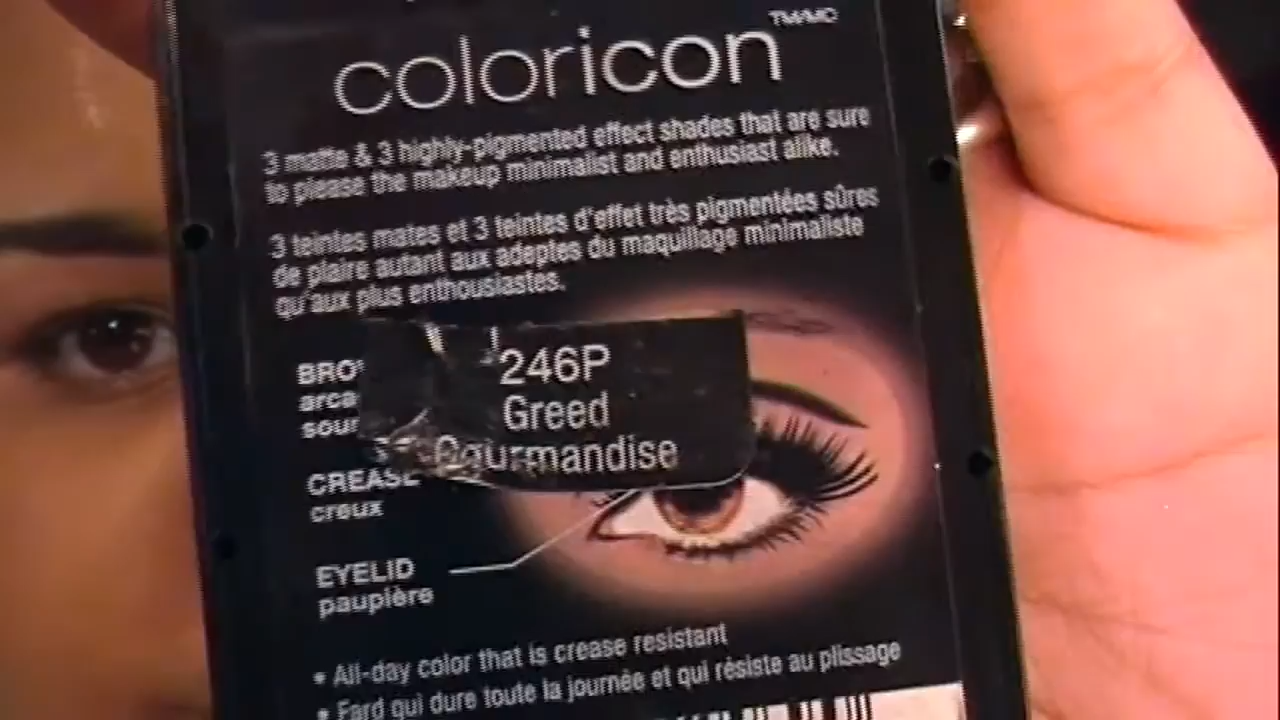 coloricon TM/MC
3 matte & 3 highly-pigmented effect shades that are sure
to please the makeup minimalist and enthusiast alike.
3 teintes mates et 3 teintes d'effet très pigmentées sûres
de plaire autant aux adeptes du maquillage minimaliste
qu'aux plus enthousiastes.
246P
Greed
Gourmandise
CREASE
creux
EYELID
paupière
• All-day color that is crease resistant
• Fard qui dure toute la journée et qui résiste au plissage